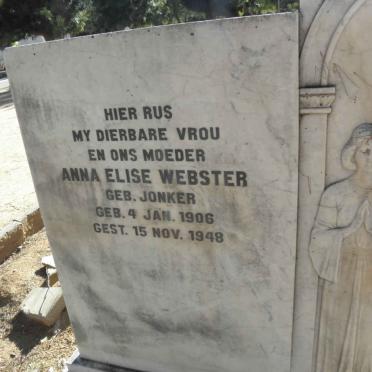 HIER RUS
MY DIERBARE VROU
EN ONS MOEDER
ANNA ELISE WEBSTER
GEB. JONKER
GEB. 4 JAN. 1906
GEST. 15 NOV. 1948